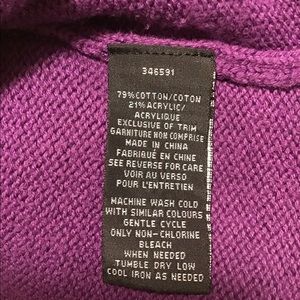 346591
79%COTTON/COTON
21%ACRYLIC/
ACRYLIQUE
EXCLUSIVE OF TRIM
GARNITURE NON COMPRISE
MADE IN CHINA
FABRIQUÉ EN CHINE
SEE REVERSE FOR CARE
VOIR AU VERSO
POUR L'ENTRETIEN
MACHINE WASH COLD
WITH SIMILAR COLOURS
GENTLE CYCLE
ONLY NON-CHLORINE
BLEACH
WHEN NEEDED
TUMBLE DRY LOW
COOL IRON AS NEEDED